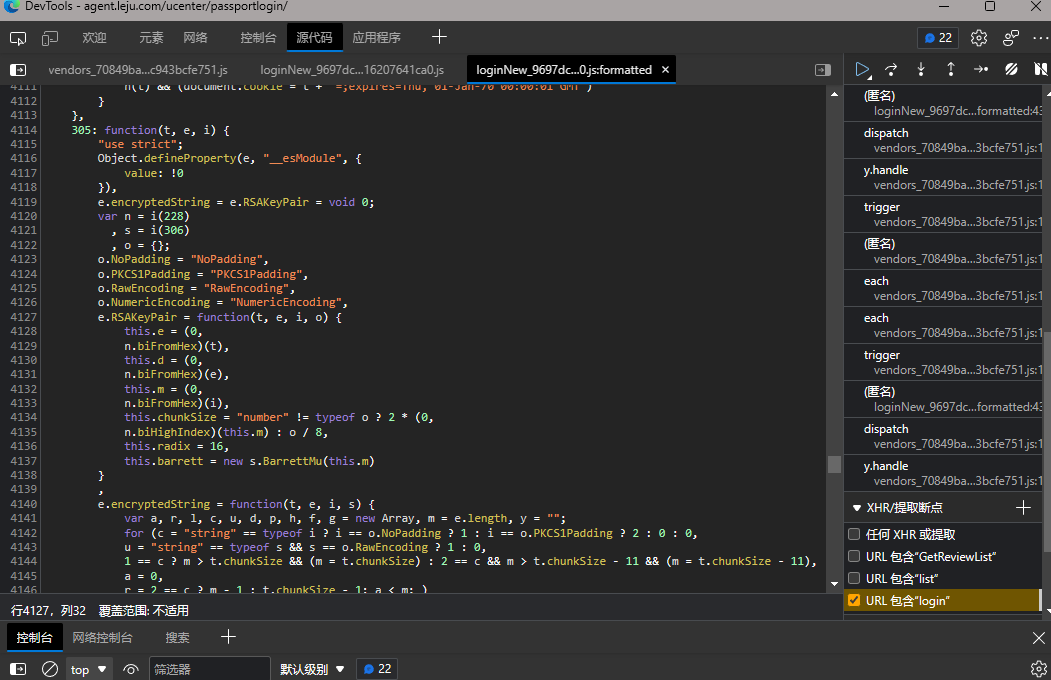 DevTools - agent.leju.com/ucenter/passportlogin/
欢迎 元素 网络 控制台 源代码 应用程序 22
vendors_70849ba...c943bcfe751.js loginNew_9697dc...16207641ca0.js loginNew_9697dc...0.js:formatted ×
4111 n(t) && (document.cookie = t + "=;expires=Thu, 01-Jan-70 00:00:01 GMT")
4112 }
4113 },
4114 305: function(t, e, i) {
4115 "use strict";
4116 Object.defineProperty(e, "__esModule", {
4117 value: !0
4118 }),
4119 e.encryptedString = e.RSAKeyPair = void 0;
4120 var n = i(228)
4121 , s = i(306)
4122 , o = {};
4123 o.NoPadding = "NoPadding",
4124 o.PKCS1Padding = "PKCS1Padding",
4125 o.RawEncoding = "RawEncoding",
4126 o.NumericEncoding = "NumericEncoding",
4127 e.RSAKeyPair = function(t, e, i, o) {
4128 this.e = (0,
4129 n.biFromHex)(t),
4130 this.d = (0,
4131 n.biFromHex)(e),
4132 this.m = (0,
4133 n.biFromHex)(i),
4134 this.chunkSize = "number" != typeof o ? 2 * (0,
4135 n.biHighIndex)(this.m) : o / 8,
4136 this.radix = 16,
4137 this.barrett = new s.BarrettMu(this.m)
4138 }
4139 ,
4140 e.encryptedString = function(t, e, i, s) {
4141 var a, r, l, c, u, d, p, h, f, g = new Array, m = e.length, y = "";
4142 for (c = "string" == typeof i ? i == o.NoPadding ? 1 : i == o.PKCS1Padding ? 2 : 0 : 0,
4143 u = "string" == typeof s && s == o.RawEncoding ? 1 : 0,
4144 1 == c ? m > t.chunkSize && (m = t.chunkSize) : 2 == c && m > t.chunkSize - 11 && (m = t.chunkSize - 11),
4145 a = 0,
4146 r = 2 == c ? m - 1 : t.chunkSize - 1; a < m; )
(匿名)
loginNew_9697dc...formatted:43
dispatch
vendors_70849ba...3bcfe751.js:1
y.handle
vendors_70849ba...3bcfe751.js:1
trigger
vendors_70849ba...3bcfe751.js:1
(匿名)
vendors_70849ba...3bcfe751.js:1
each
vendors_70849ba...3bcfe751.js:1
each
vendors_70849ba...3bcfe751.js:1
trigger
vendors_70849ba...3bcfe751.js:1
(匿名)
loginNew_9697dc...formatted:43
dispatch
vendors_70849ba...3bcfe751.js:1
y.handle
vendors_70849ba...3bcfe751.js:1
XHR/提取断点
任何 XHR 或提取
URL 包含"GetReviewList"
URL 包含"list"
URL 包含"login"
行4127，列32 覆盖范围: 不适用
控制台 网络控制台 搜索
top 筛选器 默认级别 22